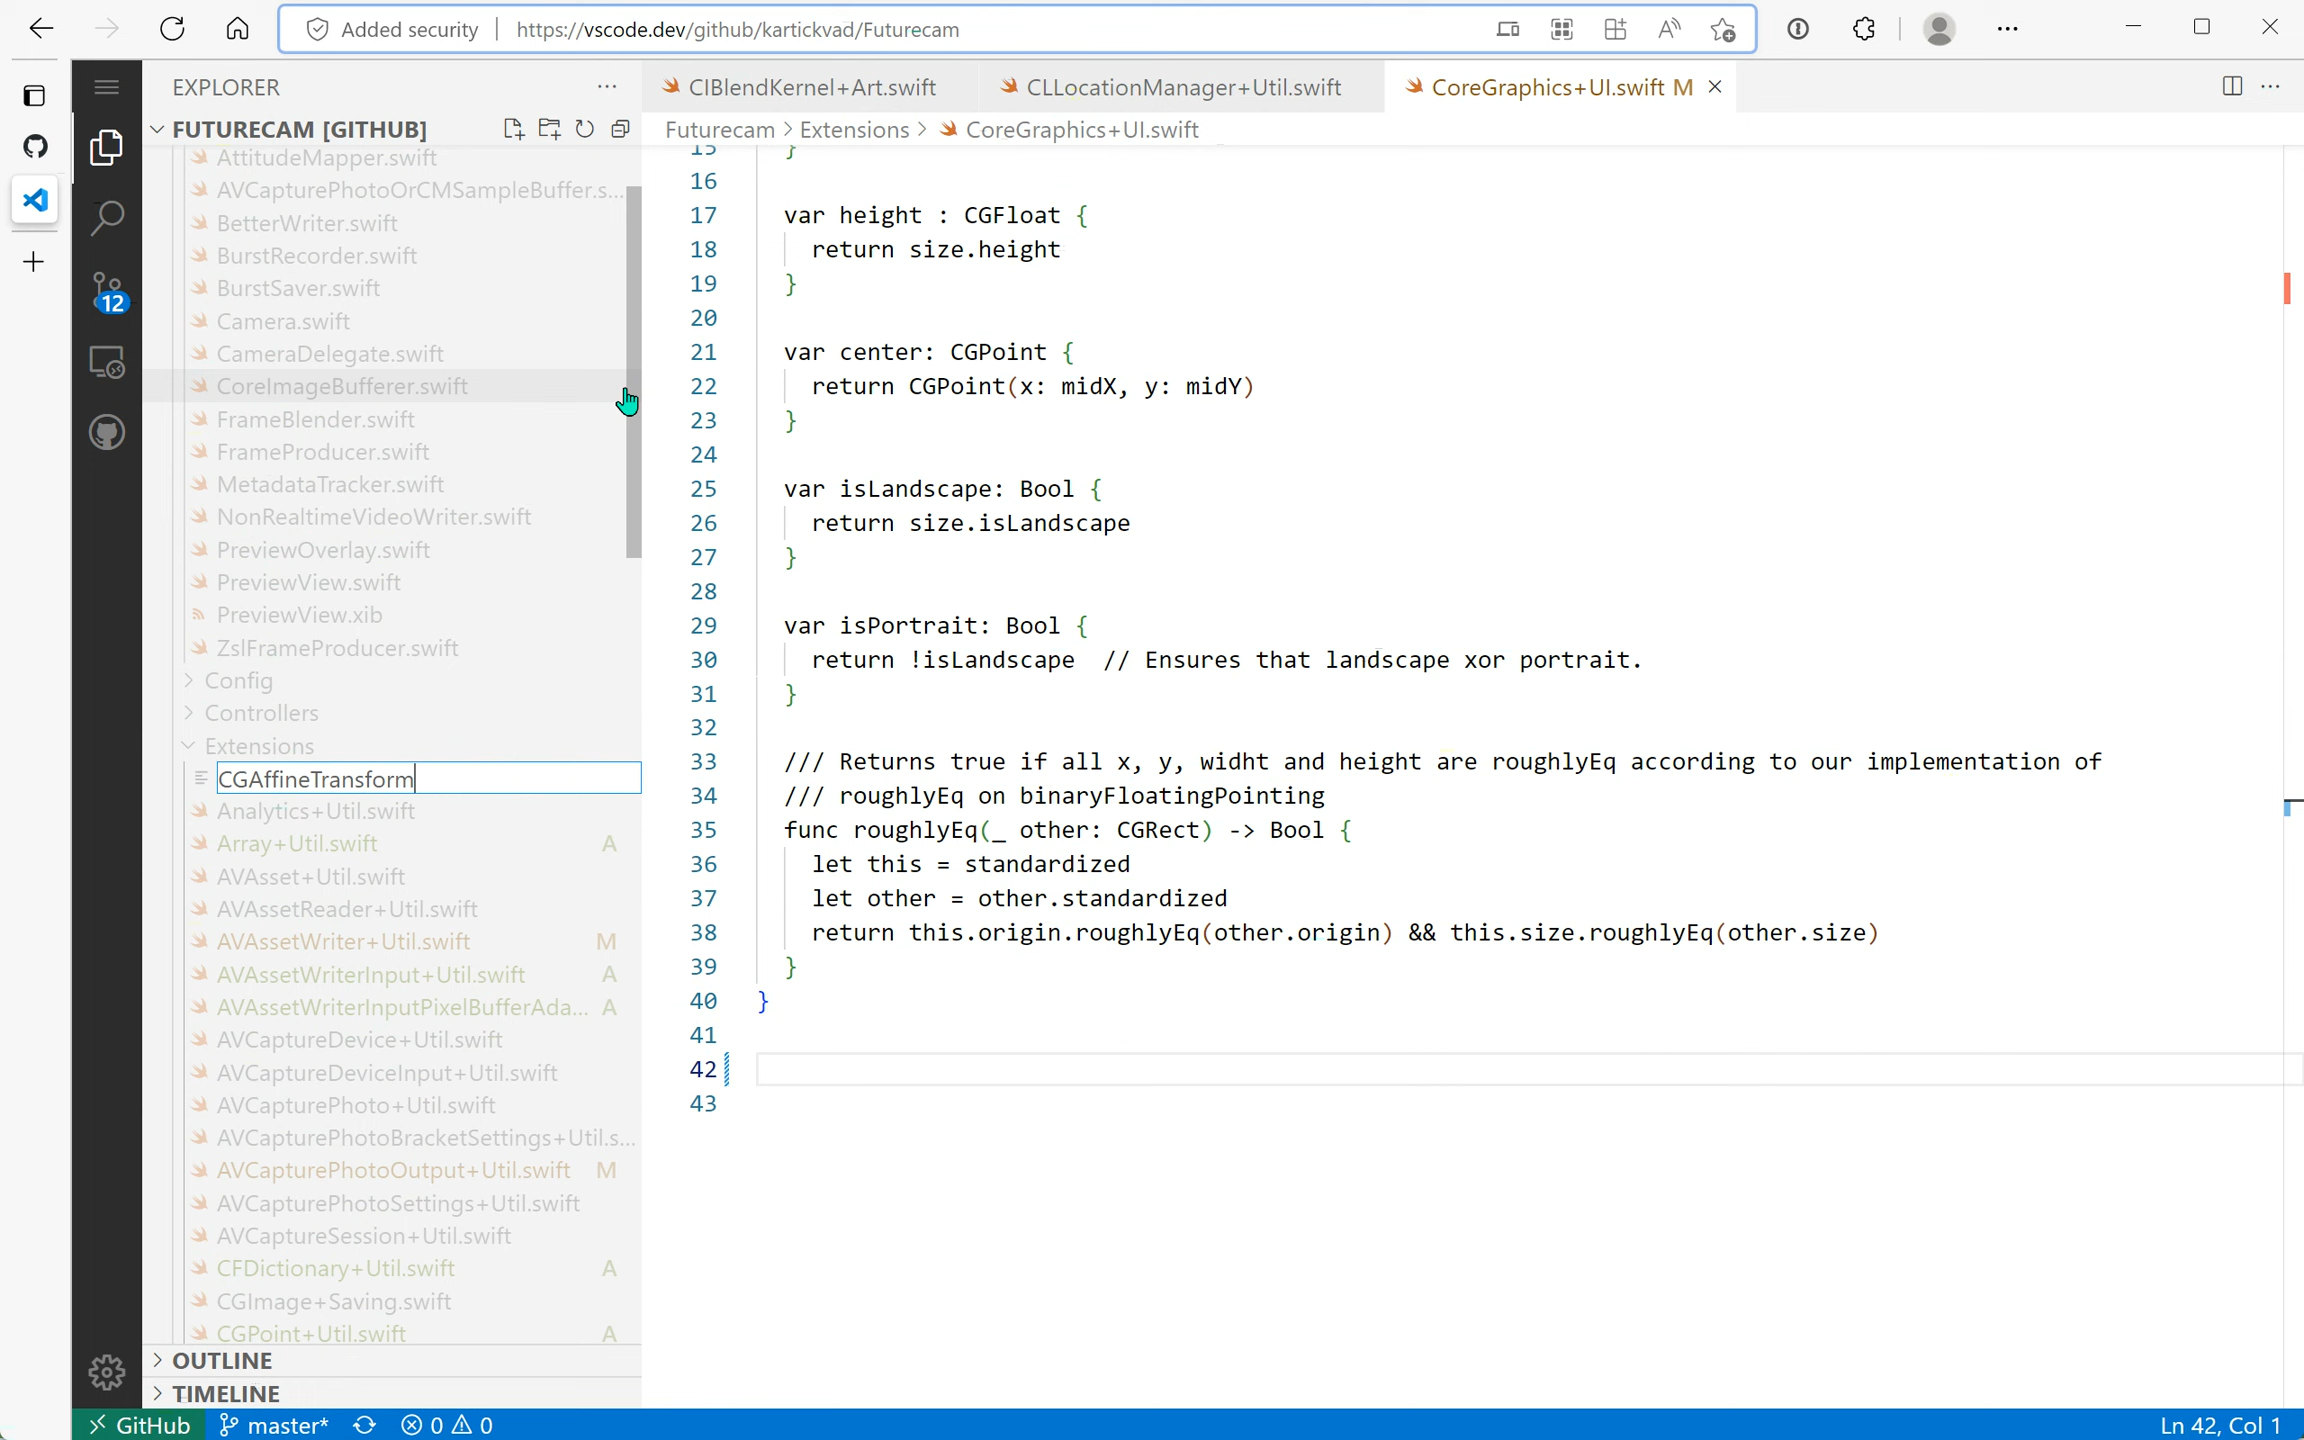 Added security | https://vscode.dev/github/kartickvad/Futurecam
EXPLORER
FUTURECAM [GITHUB]
AttitudeMapper.swift
AVCapturePhotoOrCMSampleBuffer.s...
BetterWriter.swift
BurstRecorder.swift
BurstSaver.swift
Camera.swift
CameraDelegate.swift
CoreImageBufferer.swift
FrameBlender.swift
FrameProducer.swift
MetadataTracker.swift
NonRealtimeVideoWriter.swift
PreviewOverlay.swift
PreviewView.swift
PreviewView.xib
ZslFrameProducer.swift
Config
Controllers
Extensions
CGAffineTransform
Analytics+Util.swift
Array+Util.swift A
AVAsset+Util.swift
AVAssetReader+Util.swift
AVAssetWriter+Util.swift M
AVAssetWriterInput+Util.swift A
AVAssetWriterInputPixelBufferAda... A
AVCaptureDevice+Util.swift
AVCaptureDeviceInput+Util.swift
AVCapturePhoto+Util.swift
AVCapturePhotoBracketSettings+Util.s...
AVCapturePhotoOutput+Util.swift M
AVCapturePhotoSettings+Util.swift
AVCaptureSession+Util.swift
CFDictionary+Util.swift A
CGImage+Saving.swift
CGPoint+Util.swift A
OUTLINE
TIMELINE
12
CIBlendKernel+Art.swift
CLLocationManager+Util.swift
CoreGraphics+UI.swift M
Futurecam > Extensions > CoreGraphics+UI.swift
15 }
16
17 var height : CGFloat {
18 return size.height
19 }
20
21 var center: CGPoint {
22 return CGPoint(x: midX, y: midY)
23 }
24
25 var isLandscape: Bool {
26 return size.isLandscape
27 }
28
29 var isPortrait: Bool {
30 return !isLandscape // Ensures that landscape xor portrait.
31 }
32
33 /// Returns true if all x, y, widht and height are roughlyEq according to our implementation of
34 /// roughlyEq on binaryFloatingPointing
35 func roughlyEq(_ other: CGRect) -> Bool {
36 let this = standardized
37 let other = other.standardized
38 return this.origin.roughlyEq(other.origin) && this.size.roughlyEq(other.size)
39 }
40 }
41
42
43
GitHub master* 0 0 Ln 42, Col 1